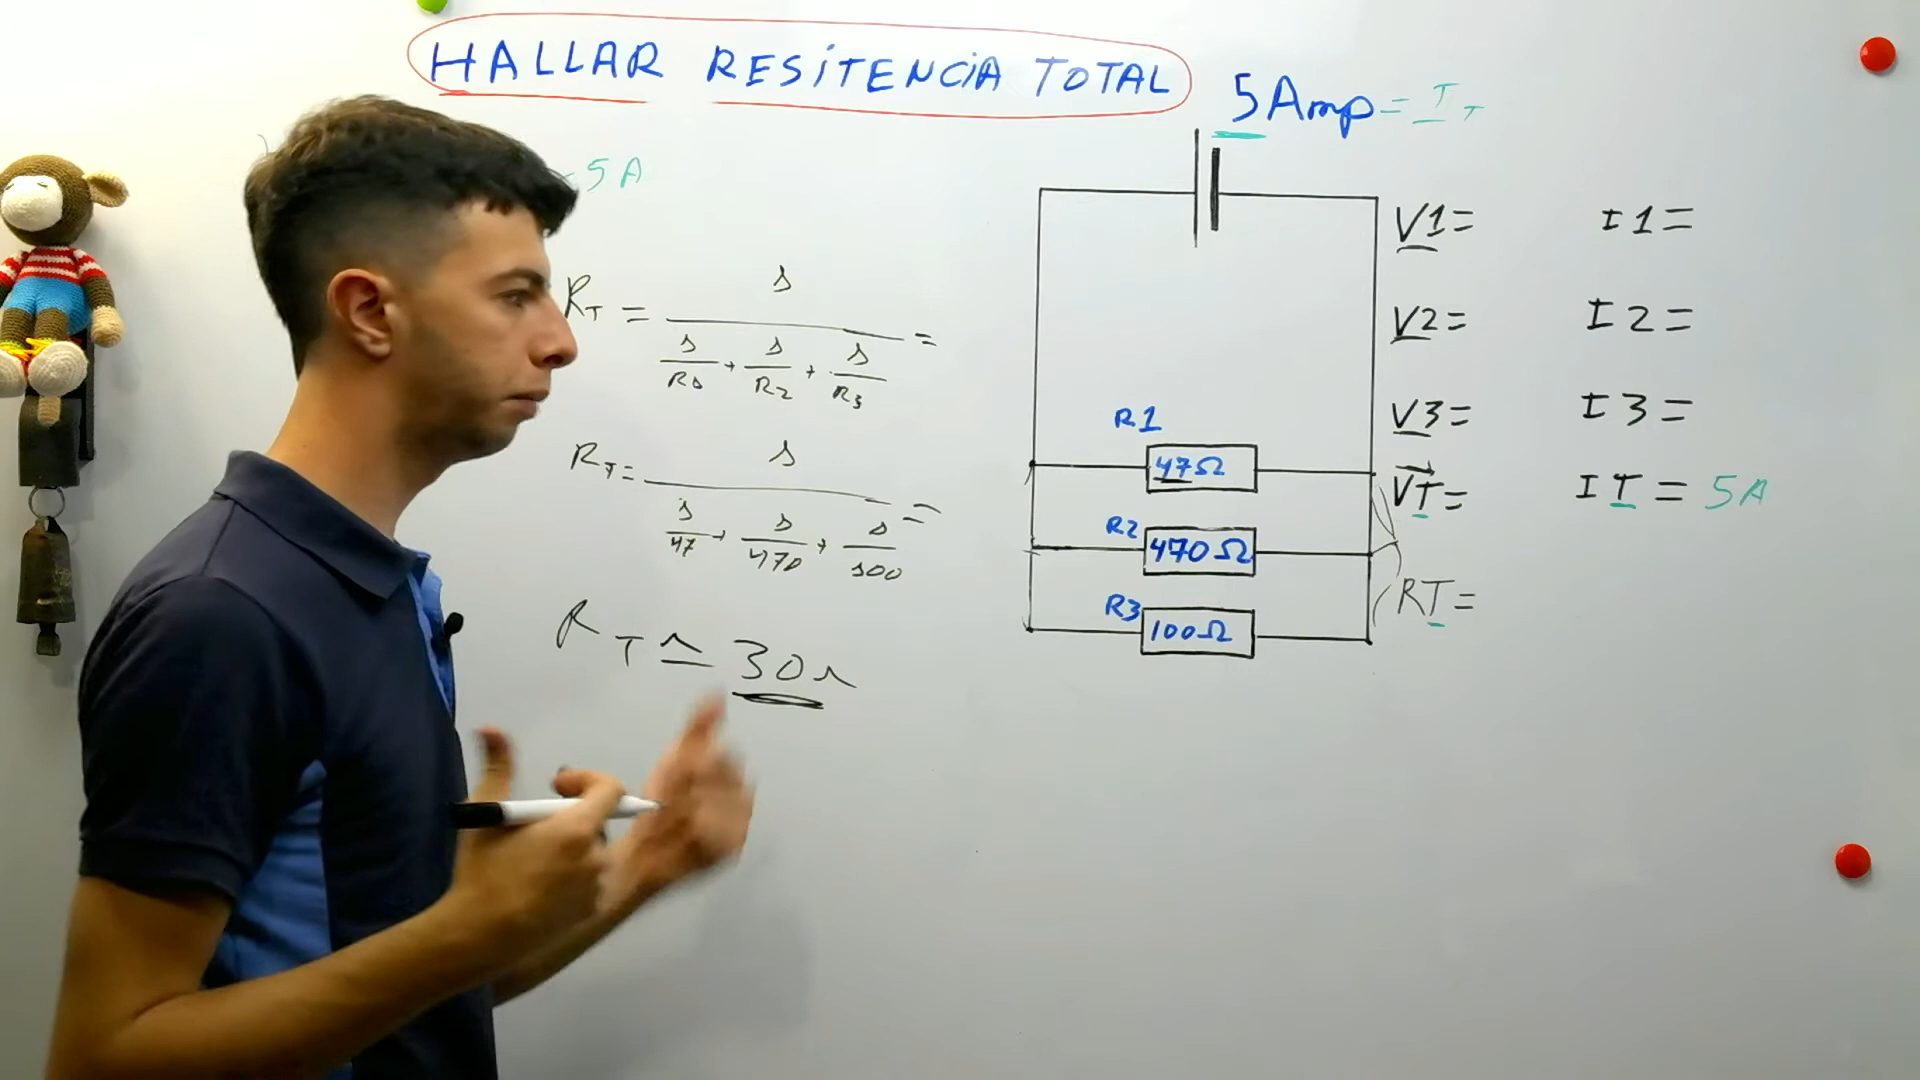 HALLAR RESITENCIA TOTAL
5Amp = IT
- 5A
RT = 1 / (1/R1 + 1/R2 + 1/R3) =
RT = 1 / (1/47 + 1/470 + 1/100) =
RT ≃ 30Ω
R1
47Ω
R2
470Ω
R3
100Ω
V1= I1=
V2= I2=
V3= I3=
VT= IT = 5A
RT=